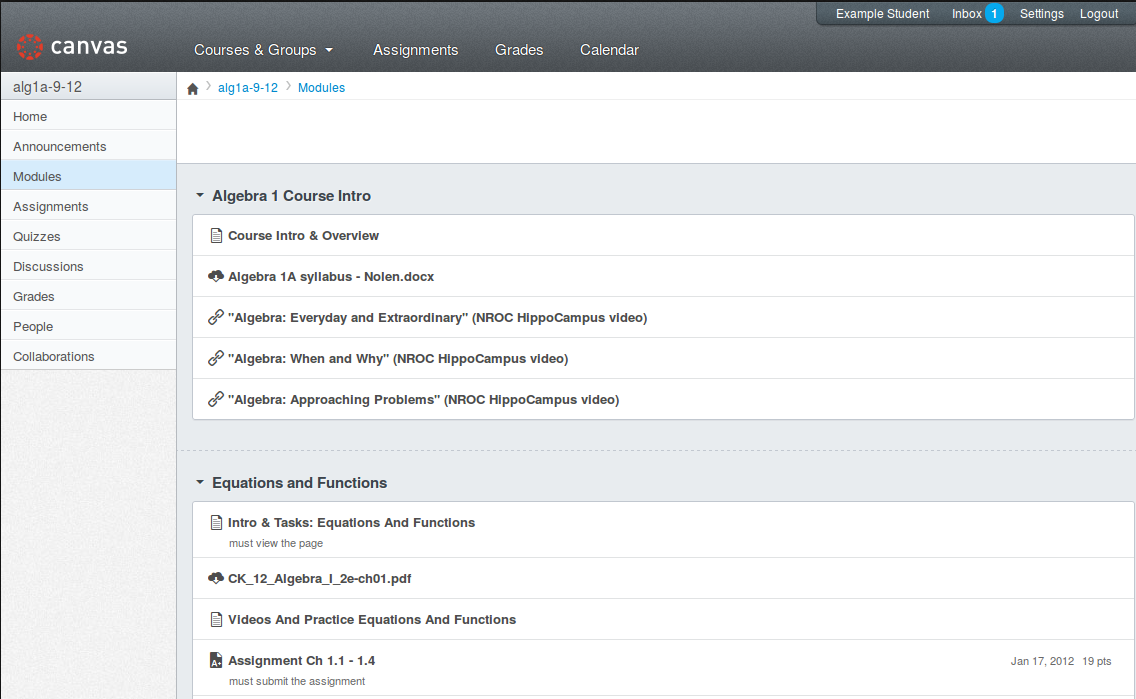 Example Student Inbox 1 Settings Logout
canvas Courses & Groups Assignments Grades Calendar
alg1a-9-12
Home
Announcements
Modules
Assignments
Quizzes
Discussions
Grades
People
Collaborations
alg1a-9-12 Modules
Algebra 1 Course Intro
Course Intro & Overview
Algebra 1A syllabus - Nolen.docx
"Algebra: Everyday and Extraordinary" (NROC HippoCampus video)
"Algebra: When and Why" (NROC HippoCampus video)
"Algebra: Approaching Problems" (NROC HippoCampus video)
Equations and Functions
Intro & Tasks: Equations And Functions
must view the page
CK_12_Algebra_I_2e-ch01.pdf
Videos And Practice Equations And Functions
A+ Assignment Ch 1.1 - 1.4 Jan 17, 2012 19 pts
must submit the assignment